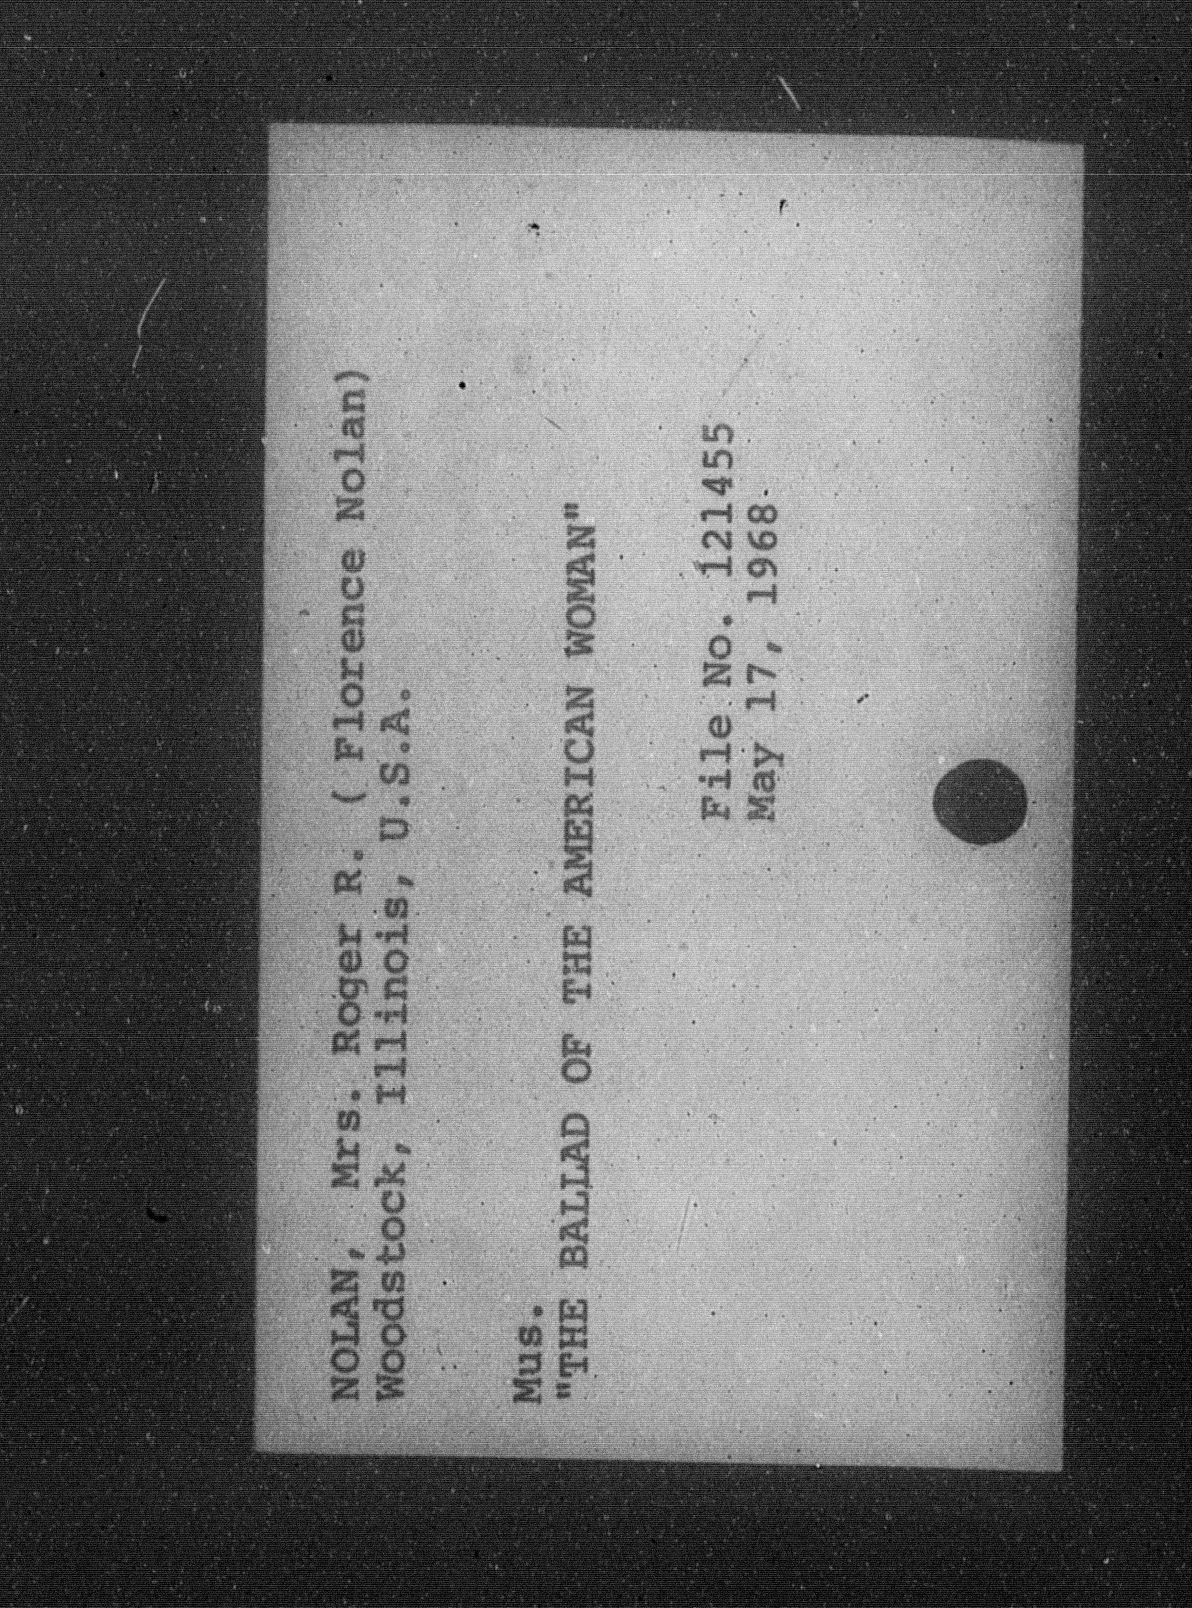 NOLAN, Mrs. Roger R. ( Florence Nolan)
Woodstock, Illinois, U.S.A.
Mus.
"THE BALLAD OF THE AMERICAN WOMAN"
File No. 121455
May 17, 1968